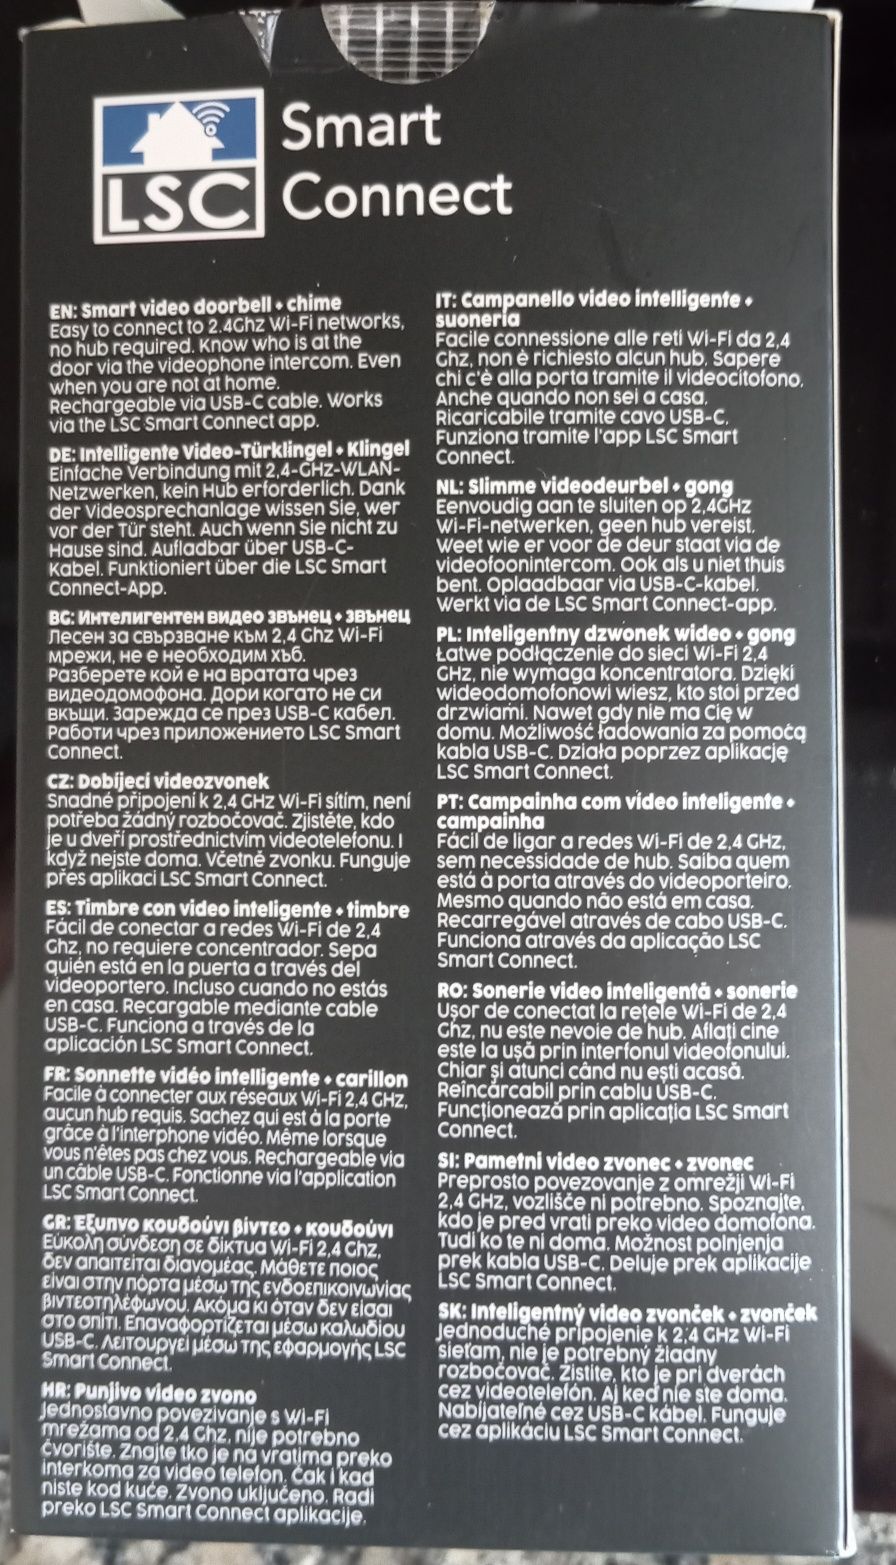 LSC
Smart
Connect
EN: Smart video doorbell + chime
Easy to connect to 2.4Ghz Wi-Fi networks,
no hub required. Know who is at the
door via the videophone intercom. Even
when you are not at home.
Rechargeable via USB-C cable. Works
via the LSC Smart Connect app.
DE: Intelligente Video-Türklingel + Klingel
Einfache Verbindung mit 2,4-GHz-WLAN-
Netzwerken, kein Hub erforderlich. Dank
der Videosprechanlage wissen Sie, wer
vor der Tür steht. Auch wenn Sie nicht zu
Hause sind. Aufladbar über USB-C-
Kabel. Funktioniert über die LSC Smart
Connect-App.
BG: Интелигентен видео звънец + звънец
Лесен за свързване към 2,4 Ghz Wi-Fi
мрежи, не е необходим хъб.
Разберете кой е на вратата чрез
видеодомофона. Дори когато не си
вкъщи. Зарежда се през USB-C кабел.
Работи чрез приложението LSC Smart
Connect.
CZ: Dobíjecí videozvonek
Snadné připojení k 2,4 GHz Wi-Fi sítím, není
potřeba žádný rozbočovač. Zjistěte, kdo
je u dveří prostřednictvím videotelefonu. I
když nejste doma. Včetně zvonku. Funguje
přes aplikaci LSC Smart Connect.
ES: Timbre con video inteligente + timbre
Fácil de conectar a redes Wi-Fi de 2,4
Ghz, no requiere concentrador. Sepa
quién está en la puerta a través del
videoportero. Incluso cuando no estás
en casa. Recargable mediante cable
USB-C. Funciona a través de la
aplicación LSC Smart Connect.
FR: Sonnette vidéo intelligente + carillon
Facile à connecter aux réseaux Wi-Fi 2,4 GHz,
aucun hub requis. Sachez qui est à la porte
grâce à l'interphone vidéo. Même lorsque
vous n'êtes pas chez vous. Rechargeable via
un câble USB-C. Fonctionne via l'application
LSC Smart Connect.
GR: Έξυπνο κουδούνι βίντεο + κουδούνι
Εύκολη σύνδεση σε δίκτυα Wi-Fi 2,4 Ghz,
δεν απαιτείται διανομέας. Μάθετε ποιος
είναι στην πόρτα μέσω της ενδοεπικοινωνίας
βιντεοτηλεφώνου. Ακόμα κι όταν δεν είσαι
στο σπίτι. Επαναφορτίζεται μέσω καλωδίου
USB-C. Λειτουργεί μέσω της εφαρμογής LSC
Smart Connect.
HR: Punjivo video zvono
Jednostavno povezivanje s Wi-Fi
mrežama od 2.4 Ghz, nije potrebno
čvorište. Znajte tko je na vratima preko
interkoma za video telefon. Čak i kad
niste kod kuće. Zvono uključeno. Radi
preko LSC Smart Connect aplikacije.
IT: Campanello video intelligente +
suoneria
Facile connessione alle reti Wi-Fi da 2,4
Ghz, non è richiesto alcun hub. Sapere
chi c'è alla porta tramite il videocitofono.
Anche quando non sei a casa.
Ricaricabile tramite cavo USB-C.
Funziona tramite l'app LSC Smart
Connect.
NL: Slimme videodeurbel + gong
Eenvoudig aan te sluiten op 2,4GHz
Wi-Fi-netwerken, geen hub vereist.
Weet wie er voor de deur staat via de
videofoonintercom. Ook als u niet thuis
bent. Oplaadbaar via USB-C-kabel.
Werkt via de LSC Smart Connect-app.
PL: Inteligentny dzwonek wideo + gong
Łatwe podłączenie do sieci Wi-Fi 2,4
GHz, nie wymaga koncentratora. Dzięki
wideodomofonowi wiesz, kto stoi przed
drzwiami. Nawet gdy nie ma Cię w
domu. Możliwość ładowania za pomocą
kabla USB-C. Działa poprzez aplikację
LSC Smart Connect.
PT: Campainha com vídeo inteligente +
campainha
Fácil de ligar a redes Wi-Fi de 2,4 GHz,
sem necessidade de hub. Saiba quem
está à porta através do videoporteiro.
Mesmo quando não está em casa.
Recarregável através de cabo USB-C.
Funciona através da aplicação LSC
Smart Connect.
RO: Sonerie video inteligentă + sonerie
Ușor de conectat la rețele Wi-Fi de 2,4
Ghz, nu este nevoie de hub. Aflați cine
este la ușă prin interfonul videofonului.
Chiar și atunci când nu ești acasă.
Reîncărcabil prin cablu USB-C.
Funcționează prin aplicația LSC Smart
Connect.
SI: Pametni video zvonec + zvonec
Preprosto povezovanje z omrežji Wi-Fi
2,4 GHz, vozlišče ni potrebno. Spoznajte,
kdo je pred vrati preko video domofona.
Tudi ko te ni doma. Možnost polnjenja
prek kabla USB-C. Deluje prek aplikacije
LSC Smart Connect.
SK: Inteligentný video zvonček + zvonček
Jednoduché pripojenie k 2,4 GHz Wi-Fi
sieťam, nie je potrebný žiadny
rozbočovač. Zistite, kto je pri dverách
cez videotelefón. Aj keď nie ste doma.
Nabíjateľné cez USB-C kábel. Funguje
cez aplikáciu LSC Smart Connect.